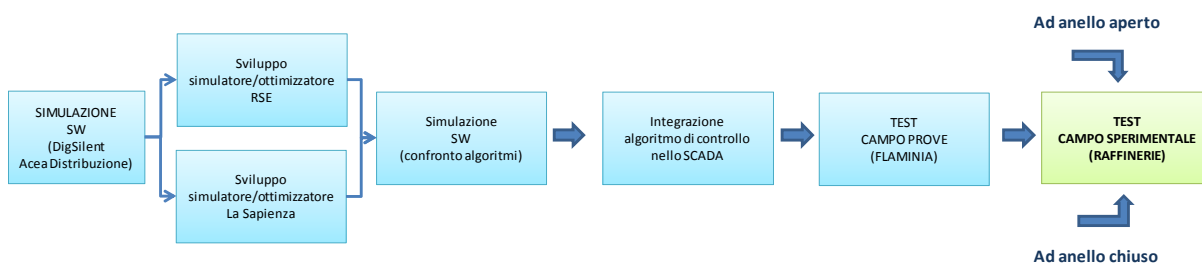 SIMULAZIONE
SW
(DigSilent
Acea Distribuzione)
Sviluppo
simulatore/ottimizzatore
RSE
Sviluppo
simulatore/ottimizzatore
La Sapienza
Simulazione
SW
(confronto algoritmi)
Integrazione
algoritmo di controllo
nello SCADA
TEST
CAMPO PROVE
(FLAMINIA)
Ad anello aperto
TEST
CAMPO SPERIMENTALE
(RAFFINERIE)
Ad anello chiuso